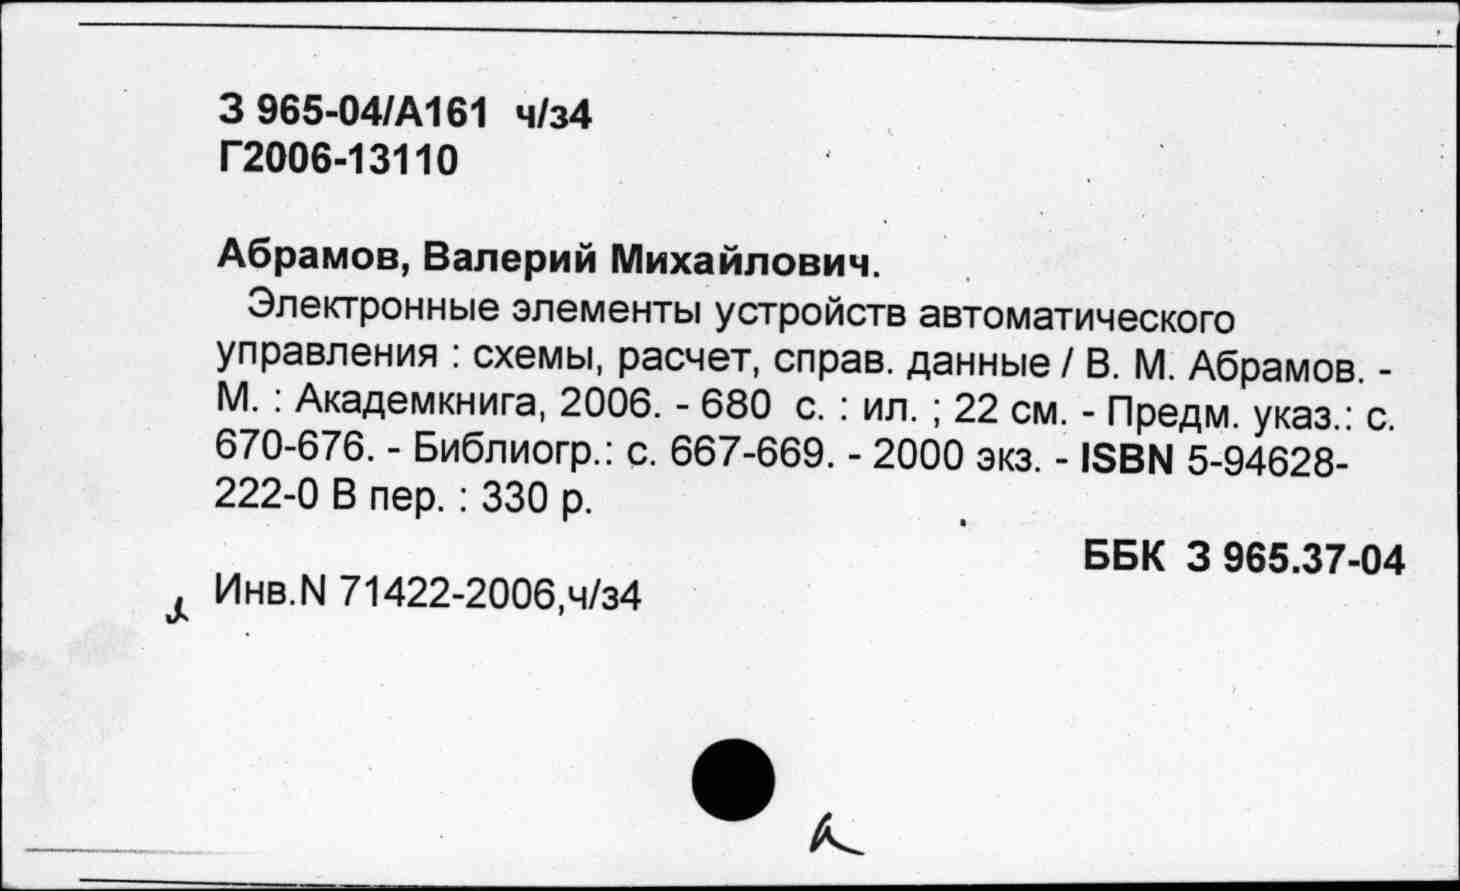 З 965-04/А161 ч/з4
Г2006-13110
Абрамов, Валерий Михайлович.
Электронные элементы устройств автоматического
управления : схемы, расчет, справ. данные / В. М. Абрамов. -
М. : Академкнига, 2006. - 680 с. : ил. ; 22 см. - Предм. указ.: с.
670-676. - Библиогр.: с. 667-669. - 2000 экз. - ISBN 5-94628-
222-0 В пер. : 330 р.
ББК З 965.37-04
Инв.N 71422-2006,ч/з4